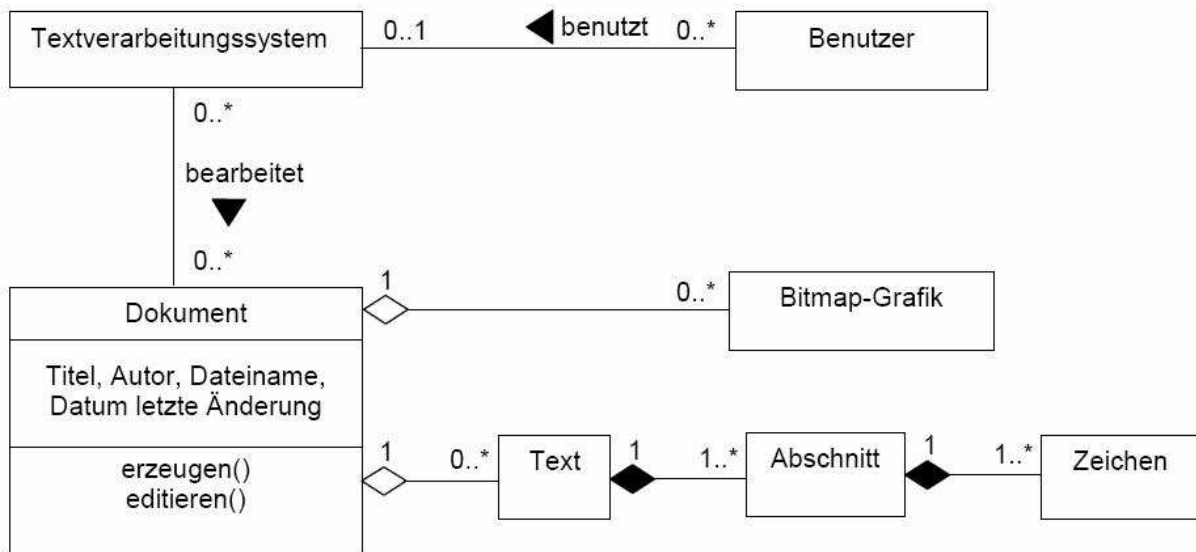 Textverarbeitungssystem
0..1
benutzt
0..*
Benutzer
0..*
bearbeitet
0..*
Dokument
1
0..*
Bitmap-Grafik
Titel, Autor, Dateiname,
Datum letzte Änderung
erzeugen()
editieren()
1
0..*
Text
1
1..*
Abschnitt
1
1..*
Zeichen